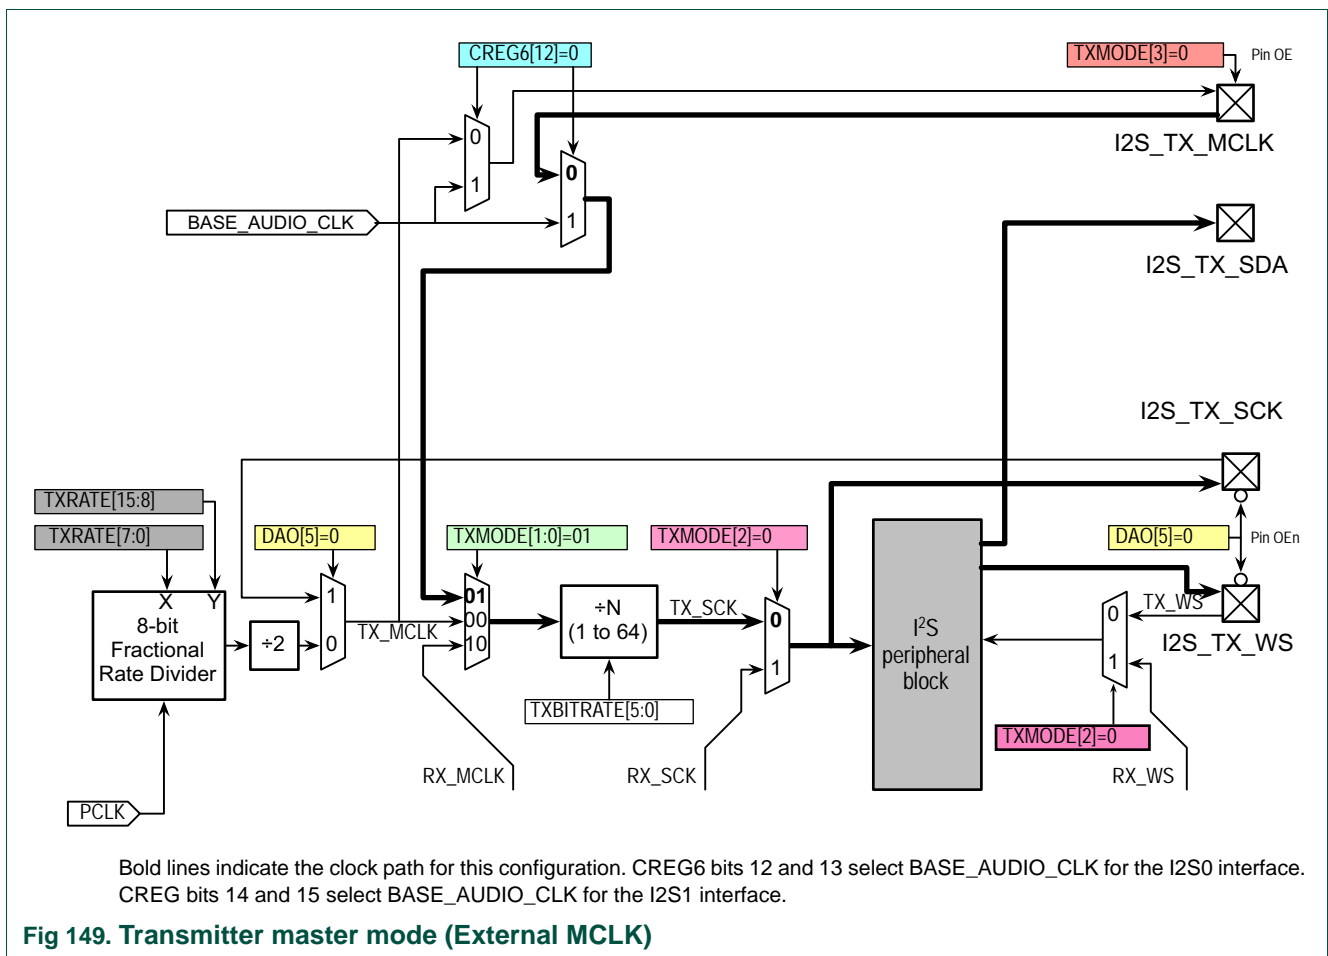 CREG6[12]=0
TXMODE[3]=0
Pin OE
0
I2S_TX_MCLK
0
1
BASE_AUDIO_CLK
1
I2S_TX_SDA
I2S_TX_SCK
TXRATE[15:8]
TXRATE[7:0]
DAO[5]=0
TXMODE[1:0]=01
TXMODE[2]=0
DAO[5]=0
Pin OEn
X
Y
8-bit
Fractional
Rate Divider
÷2
1
0
TX_MCLK
01
00
10
÷N
(1 to 64)
TX_SCK
0
1
I2S
peripheral
block
0
1
TX_WS
I2S_TX_WS
TXBITRATE[5:0]
TXMODE[2]=0
RX_MCLK
RX_SCK
RX_WS
PCLK
Bold lines indicate the clock path for this configuration. CREG6 bits 12 and 13 select BASE_AUDIO_CLK for the I2S0 interface.
CREG bits 14 and 15 select BASE_AUDIO_CLK for the I2S1 interface.
Fig 149. Transmitter master mode (External MCLK)